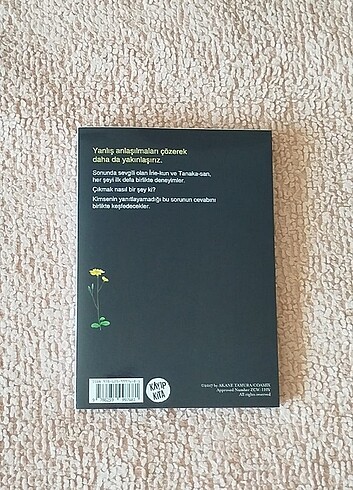 Yanlış anlaşılmaları çözerek
daha da yakınlaşırız.
Sonunda sevgili olan İrie-kun ve Tanaka-san,
her şeyi ilk defa birlikte deneyimler.
Çıkmak nasıl bir şey ki?
Kimsenin yanıtlayamadığı bu sorunun cevabını
birlikte keşfedecekler.
KAYIP
KITA
©2017 by AKANE TAMURA/COAMIX
Approved Number ZCW-119X
All rights reserved